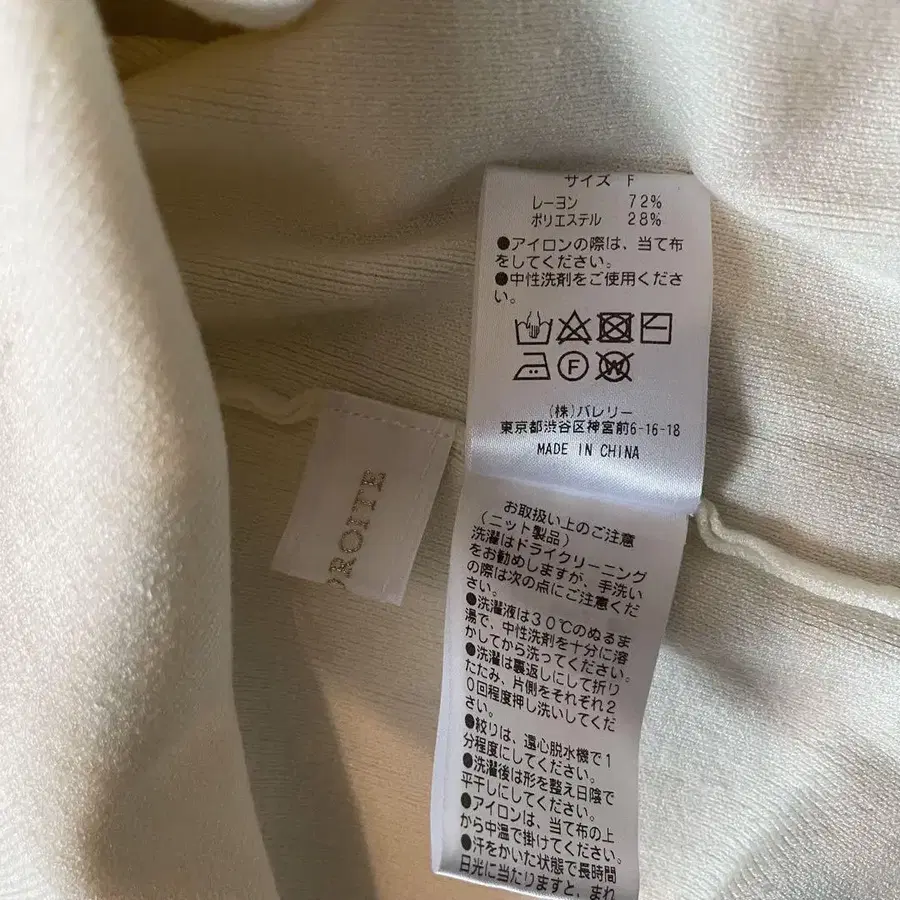 サイズ F
レーヨン 72%
ポリエステル 28%
●アイロンの際は、当て布
をしてください。
●中性洗剤をご使用くださ
い。
F
W
(株)バレリー
東京都渋谷区神宮前6-16-18
MADE IN CHINA
DROITE
お取扱い上のご注意
(ニット製品)
洗濯はドライクリーニング
をお勧めしますが、手洗い
の際は次の点にご注意くだ
さい。
●洗濯液は30℃のぬるま
湯で、中性洗剤を十分に溶
かしてから洗ってください。
●洗濯は裏返しにして折り
たたみ、片側をそれぞれ2
0回程度押し洗いしてくだ
さい。
●絞りは、遠心脱水機で1
分程度にしてください。
●洗濯後は形を整え日陰で
平干しにしてください。
●アイロンは、当て布の上
から中温で掛けてください。
●汗をかいた状態で長時間
日光に当たりますと、まれ